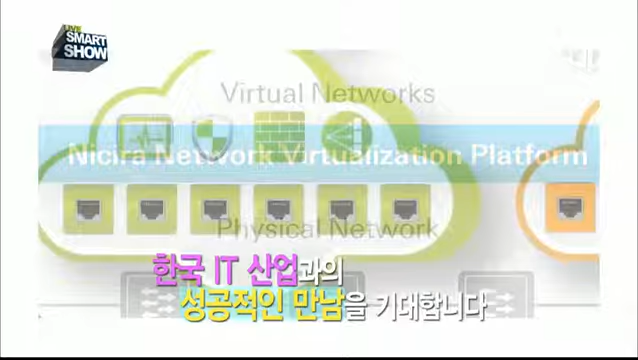 LIVE
SMART
SHOW
Virtual Networks
Nicira Network Virtualization Platform
Physical Network
한국 IT 산업과의
성공적인 만남을 기대합니다